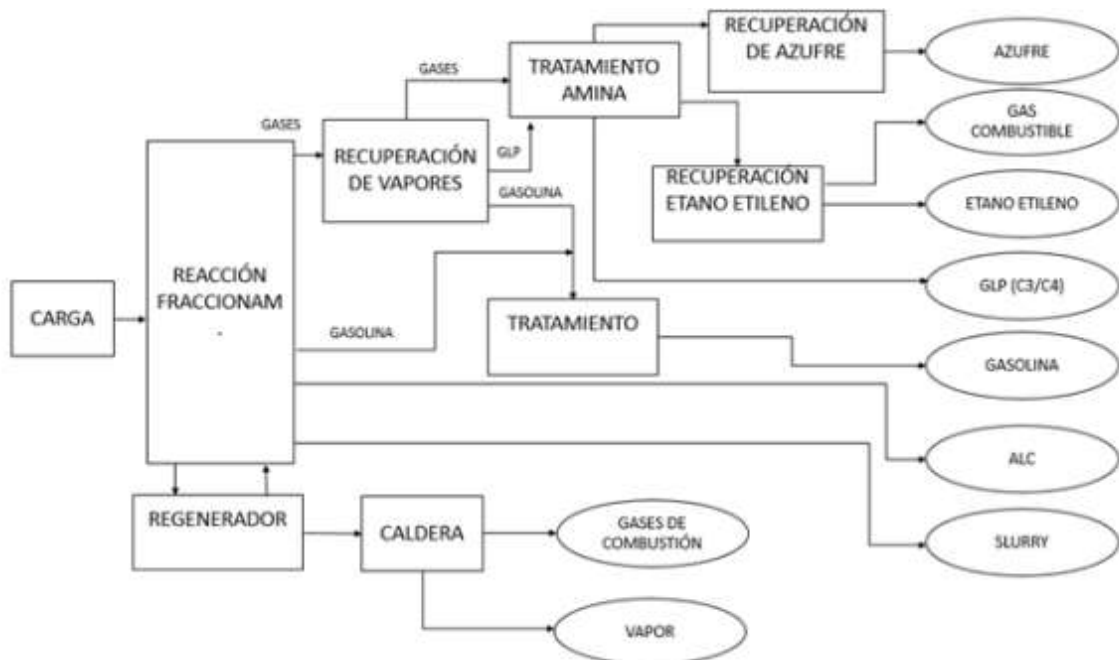 RECUPERACIÓN
DE AZUFRE
AZUFRE
GASES
TRATAMIENTO
AMINA
GAS
COMBUSTIBLE
GASES
RECUPERACIÓN
DE VAPORES
GLP
GASOLINA
RECUPERACIÓN
ETANO ETILENO
ETANO ETILENO
REACCIÓN
FRACCIONAM
.
GLP (C3/C4)
CARGA
GASOLINA
TRATAMIENTO
GASOLINA
ALC
REGENERADOR
CALDERA
GASES DE
COMBUSTIÓN
SLURRY
VAPOR